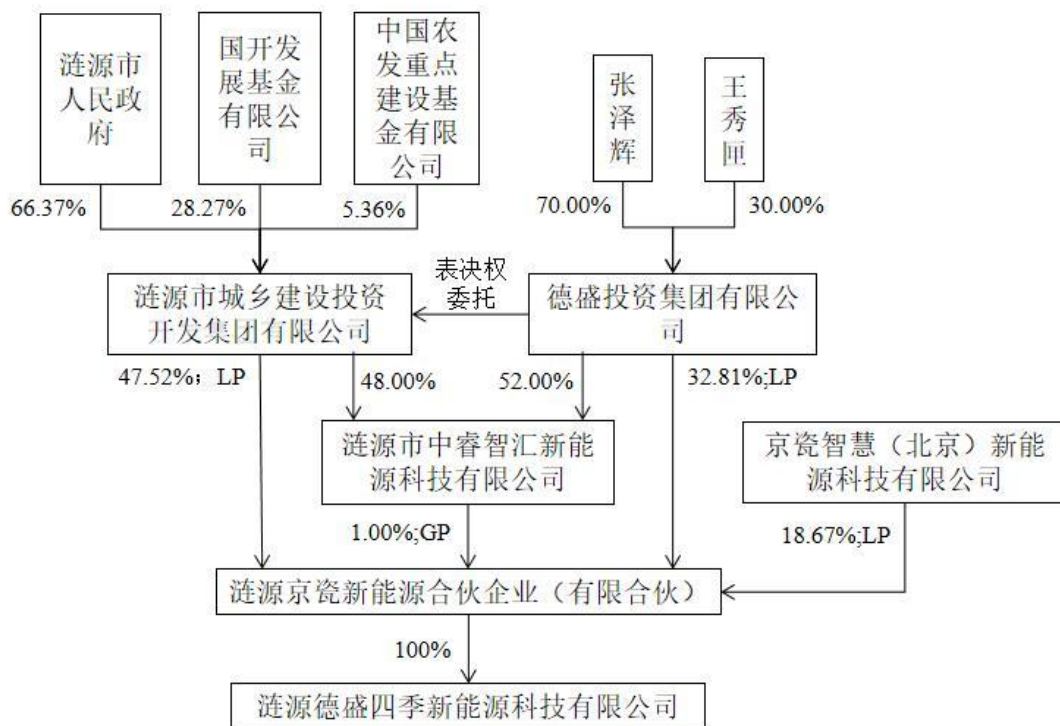 涟源市
人民政
府
国开发
展基金
有限公
司
中国农
发重点
建设基
金有限
公司
张
泽
辉
王
秀
匣
66.37%
28.27%
5.36%
70.00%
30.00%
涟源市城乡建设投资
开发集团有限公司
表决权
委托
德盛投资集团有限公
司
47.52%；LP
48.00%
52.00%
32.81%;LP
涟源市中睿智汇新能
源科技有限公司
京瓷智慧（北京）新能
源科技有限公司
1.00%;GP
18.67%;LP
涟源京瓷新能源合伙企业（有限合伙）
100%
涟源德盛四季新能源科技有限公司